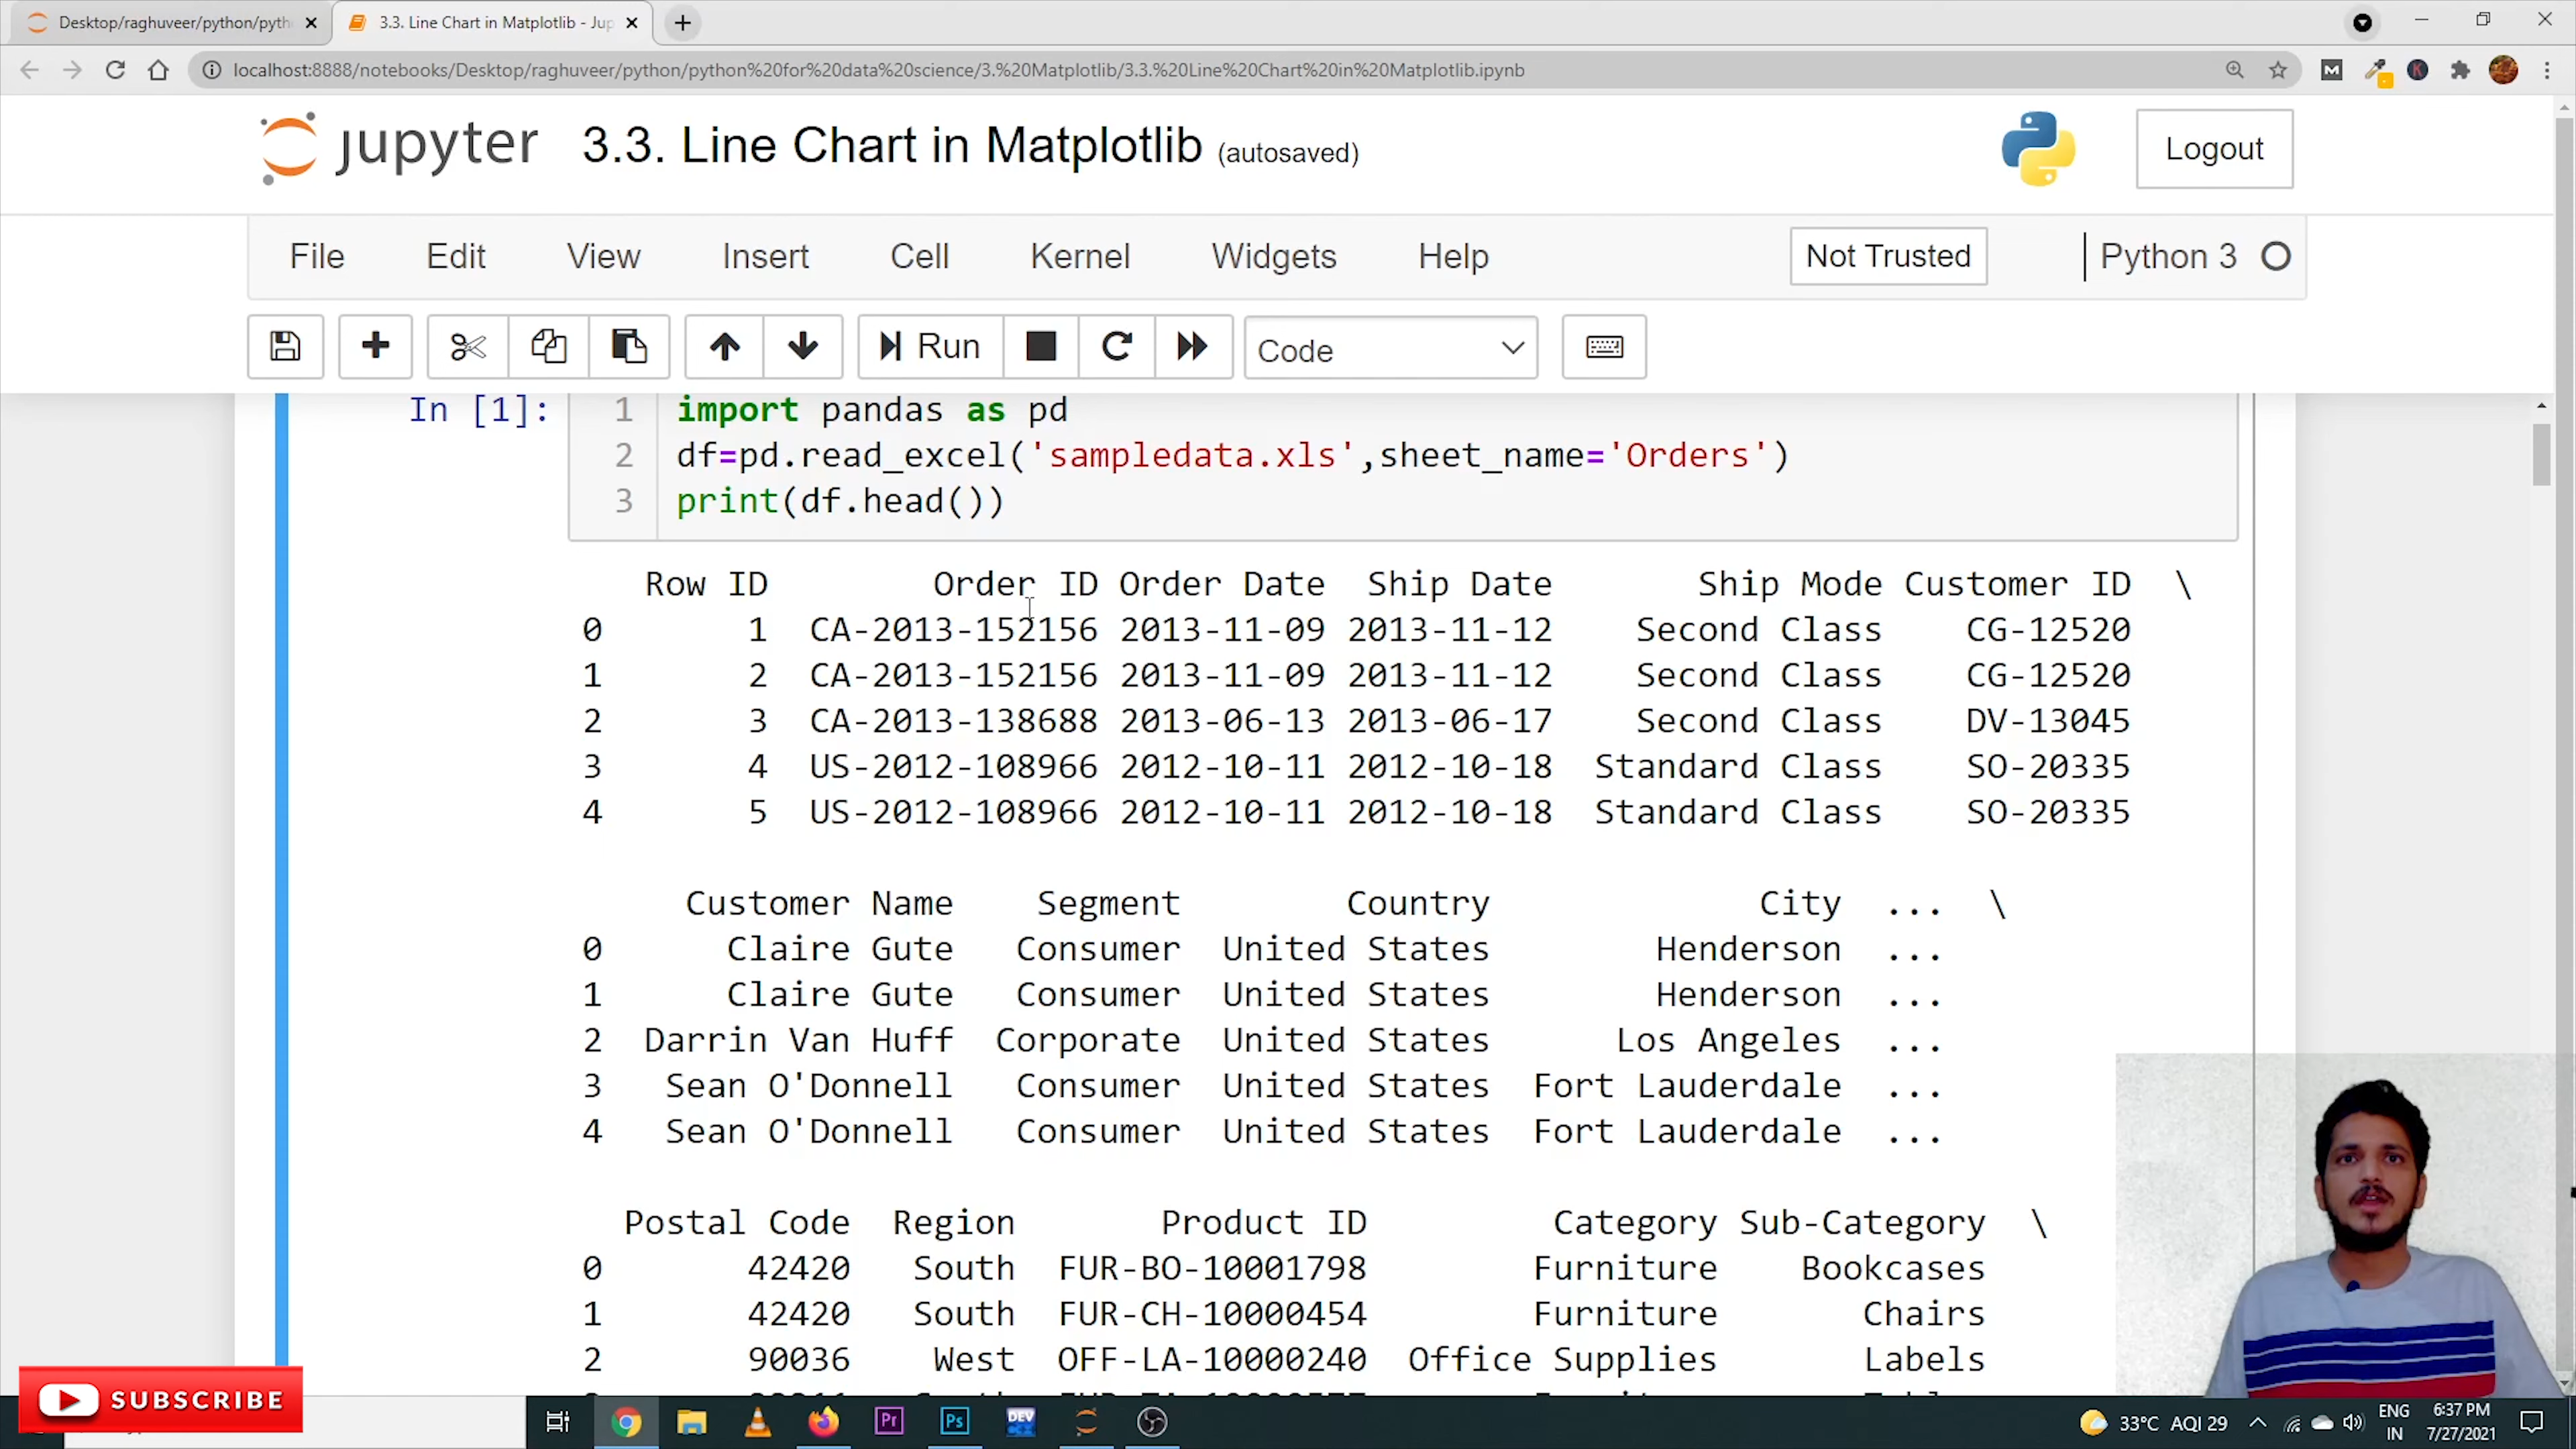 Desktop/raghuveer/python/pyth
3.3. Line Chart in Matplotlib - Jup
localhost:8888/notebooks/Desktop/raghuveer/python/python%20for%20data%20science/3.%20Matplotlib/3.3.%20Line%20Chart%20in%20Matplotlib.ipynb
jupyter 3.3. Line Chart in Matplotlib (autosaved)
Logout
File Edit View Insert Cell Kernel Widgets Help Not Trusted Python 3
Run Code
In [1]: 1 import pandas as pd
2 df=pd.read_excel('sampledata.xls',sheet_name='Orders')
3 print(df.head())
Row ID Order ID Order Date Ship Date Ship Mode Customer ID \
0 1 CA-2013-152156 2013-11-09 2013-11-12 Second Class CG-12520
1 2 CA-2013-152156 2013-11-09 2013-11-12 Second Class CG-12520
2 3 CA-2013-138688 2013-06-13 2013-06-17 Second Class DV-13045
3 4 US-2012-108966 2012-10-11 2012-10-18 Standard Class SO-20335
4 5 US-2012-108966 2012-10-11 2012-10-18 Standard Class SO-20335
Customer Name Segment Country City ... \
0 Claire Gute Consumer United States Henderson ...
1 Claire Gute Consumer United States Henderson ...
2 Darrin Van Huff Corporate United States Los Angeles ...
3 Sean O'Donnell Consumer United States Fort Lauderdale ...
4 Sean O'Donnell Consumer United States Fort Lauderdale ...
Postal Code Region Product ID Category Sub-Category \
0 42420 South FUR-BO-10001798 Furniture Bookcases
1 42420 South FUR-CH-10000454 Furniture Chairs
2 90036 West OFF-LA-10000240 Office Supplies Labels
SUBSCRIBE
Pr Ps DEV
33°C AQI 29
ENG
IN
6:37 PM
7/27/2021